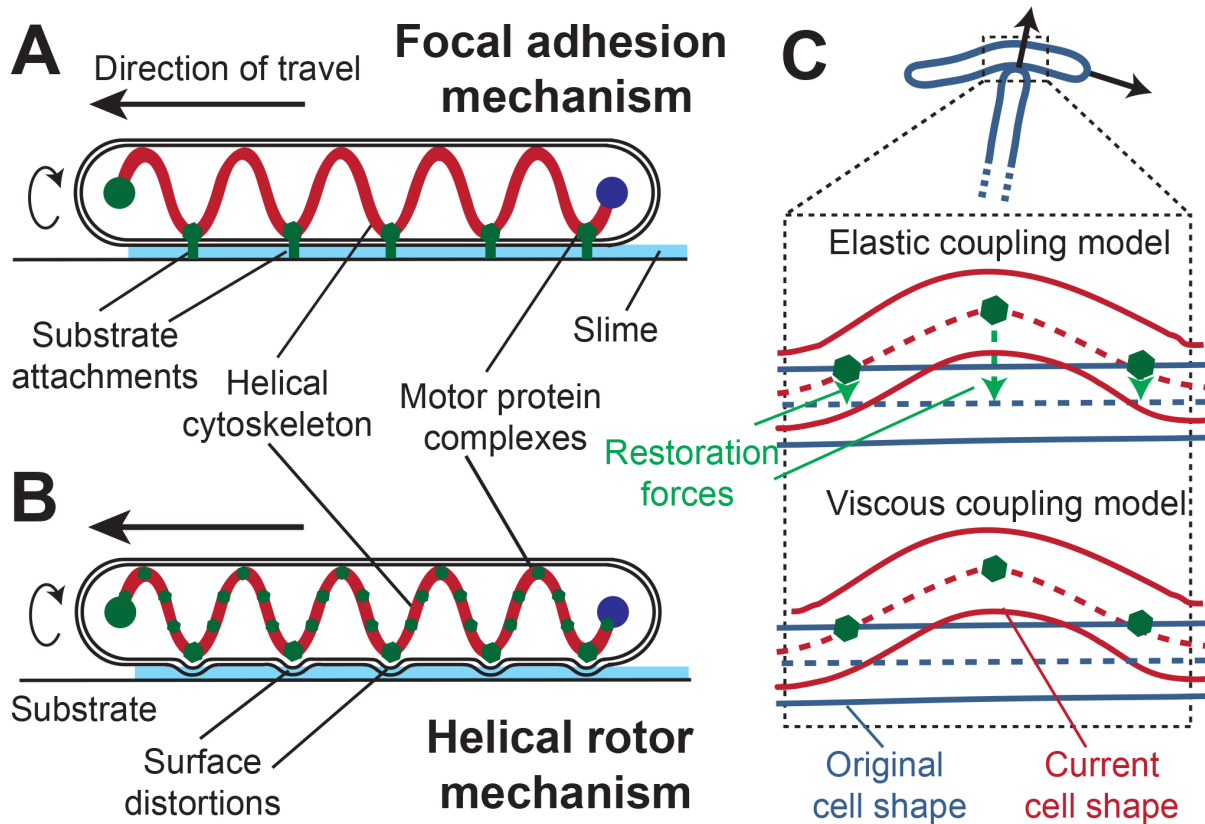 A
Focal adhesion
mechanism
Direction of travel
Substrate
attachments
Helical
cytoskeleton
Motor protein
complexes
Slime
B
Substrate
Surface
distortions
Helical rotor
mechanism
C
Elastic coupling model
Restoration
forces
Viscous coupling model
Original
cell shape
Current
cell shape